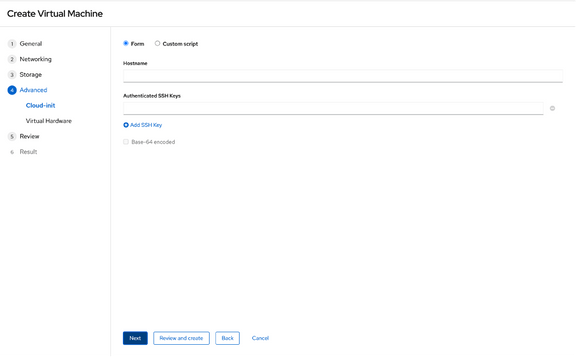 Create Virtual Machine
1 General
2 Networking
3 Storage
4 Advanced
Cloud-init
Virtual Hardware
5 Review
6 Result
Form
Custom script
Hostname
Authenticated SSH Keys
Add SSH Key
Base-64 encoded
Next
Review and create
Back
Cancel